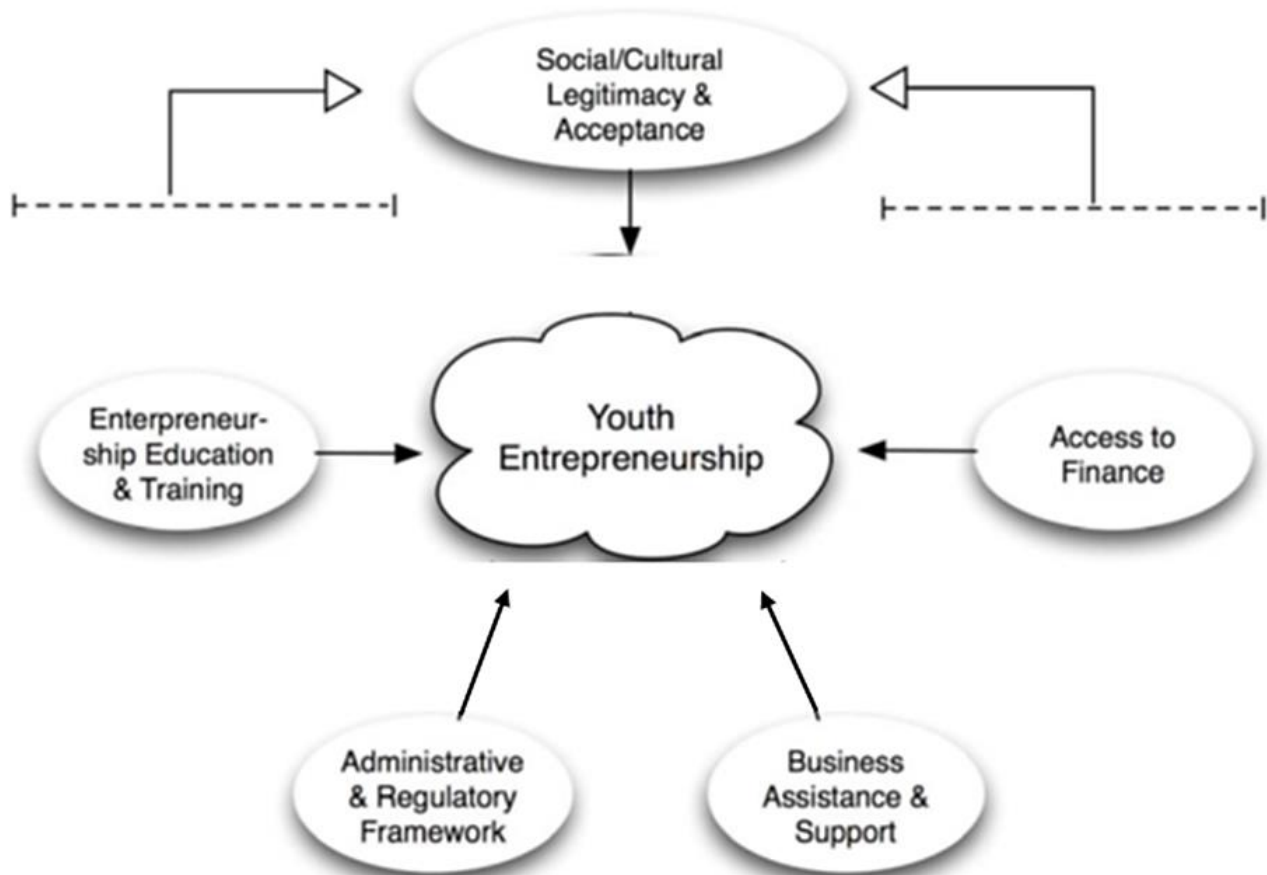 Social/Cultural
Legitimacy &
Acceptance
Enterpreneur-
ship Education
& Training
Youth
Entrepreneurship
Access to
Finance
Administrative
& Regulatory
Framework
Business
Assistance &
Support